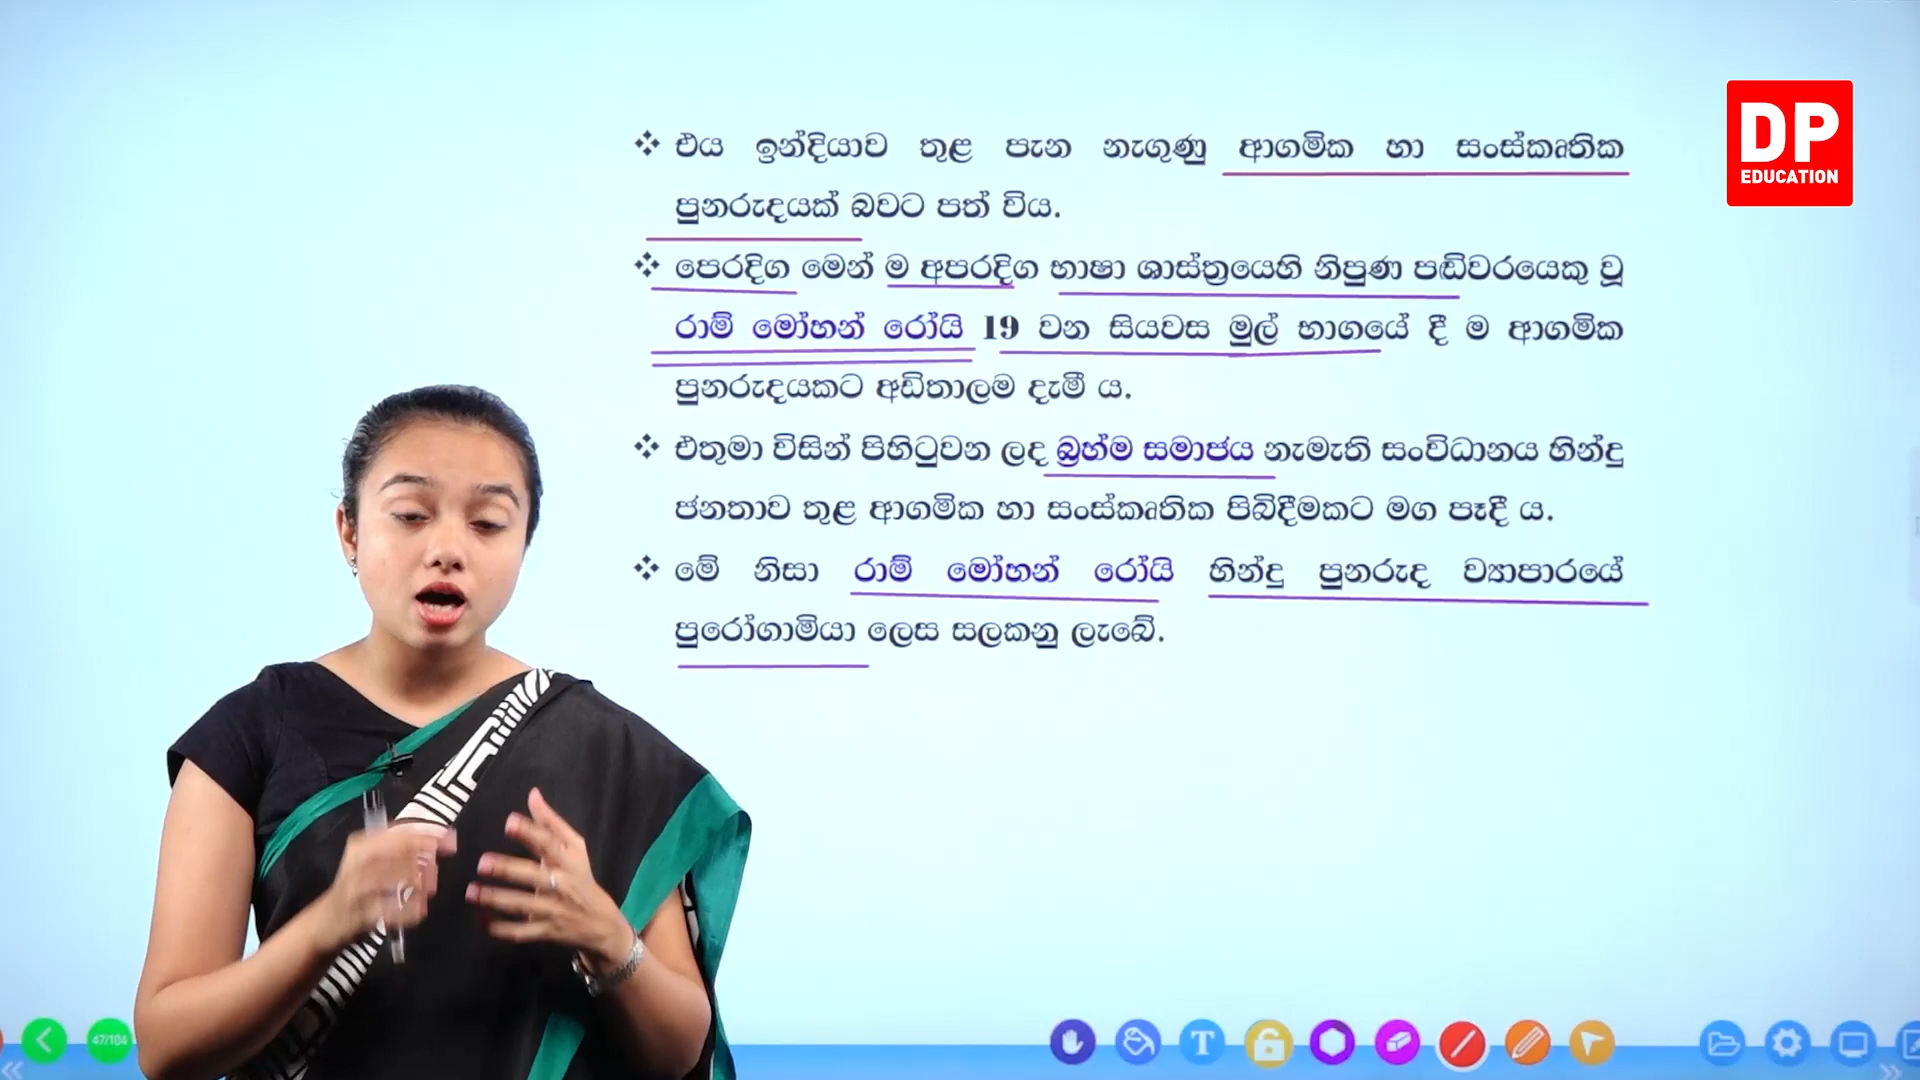 DP
EDUCATION
❖ එය ඉන්දියාව තුළ පැන නැගුණු ආගමික හා සංස්කෘතික
පුනරුදයක් බවට පත් විය.
❖ පෙරදිග මෙන් ම අපරදිග භාෂා ශාස්ත්‍රයෙහි නිපුණ පඬිවරයෙකු වූ
රාම් මෝහන් රෝයි 19 වන සියවස මුල් භාගයේ දී ම ආගමික
පුනරුදයකට අඩිතාලම දැමී ය.
❖ එතුමා විසින් පිහිටුවන ලද බ්‍රහ්ම සමාජය නැමැති සංවිධානය හින්දු
ජනතාව තුළ ආගමික හා සංස්කෘතික පිබිදීමකට මග පෑදී ය.
❖ මේ නිසා රාම් මෝහන් රෝයි හින්දු පුනරුද ව්‍යාපාරයේ
පුරෝගාමියා ලෙස සලකනු ලැබේ.
47/104
T